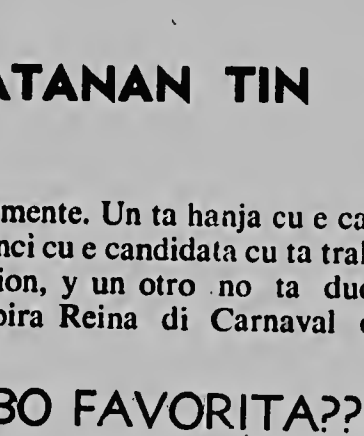 ATANAN TIN
mente. Un ta hanja cu e ca
nci cu e candidata cu ta tral
ion, y un otro no ta du
bira Reina di Carnaval
BO FAVORITA??